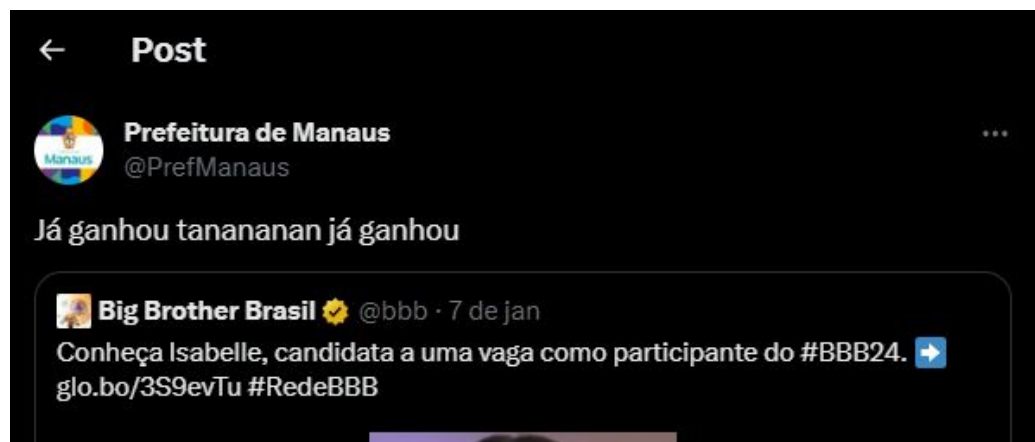 Post
Prefeitura de Manaus
@PrefManaus
Manaus
Já ganhou tanananan já ganhou
Big Brother Brasil @bbb · 7 de jan
Conheça Isabelle, candidata a uma vaga como participante do #BBB24. ➡️
glo.bo/3S9evTu #RedeBBB